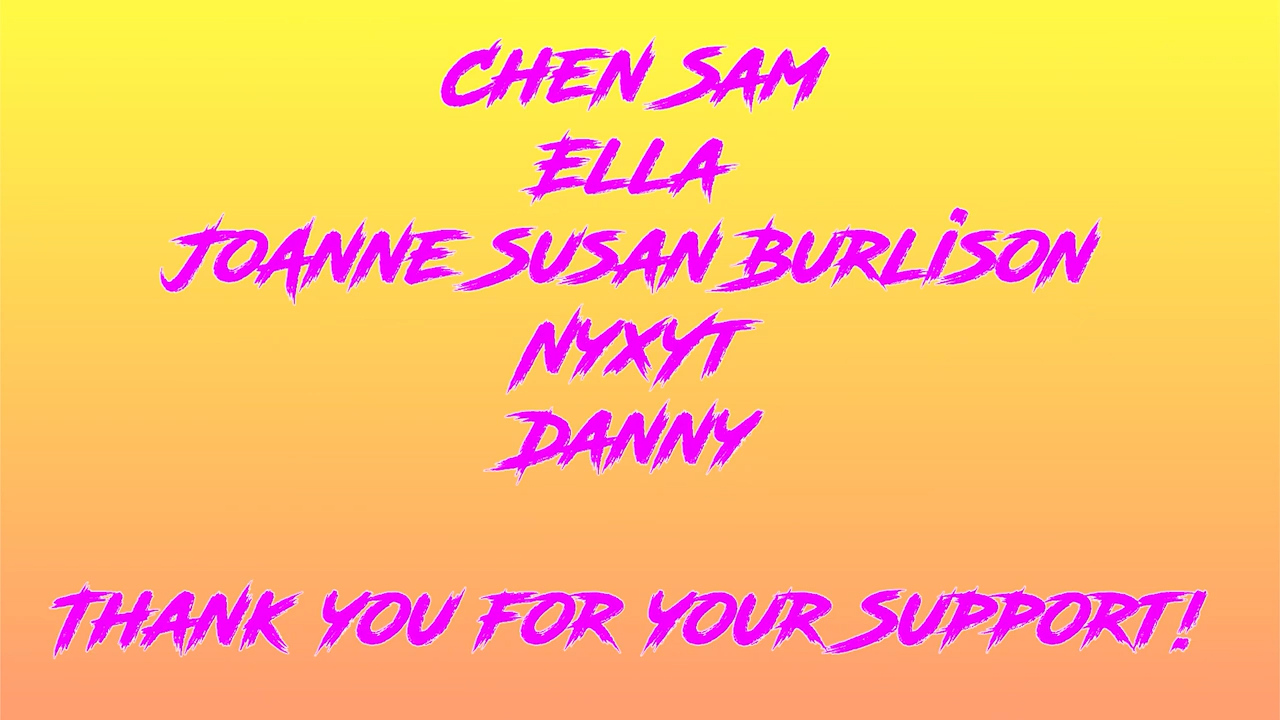 CHEN SAM
ELLA
JOANNE SUSAN BURLISON
NYXYT
DANNY
THANK YOU FOR YOUR SUPPORT!